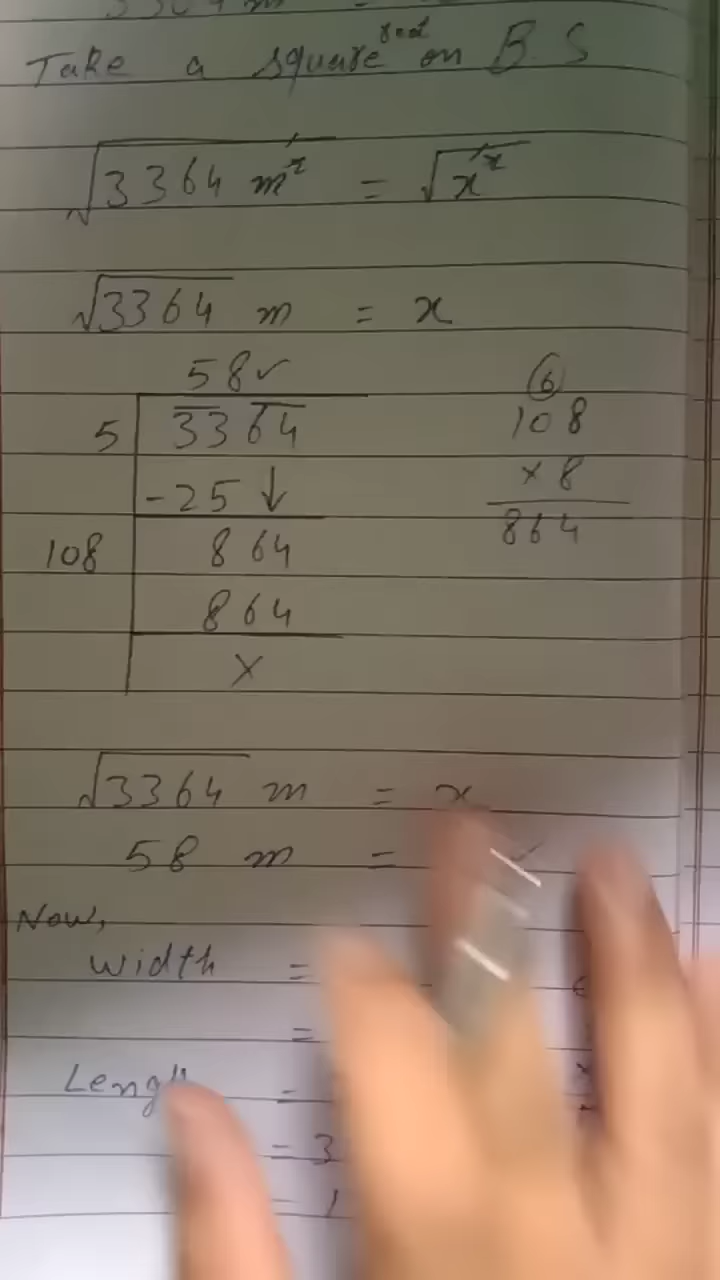 Take a square root on B S
√3364 m² = √x²
√3364 m = x
58✓
5 3364
-25↓
108 864
864
×
⑥
108
×8
864
√3364 m = x
58 m = ✓
Now,
Width =
=
=
= 3